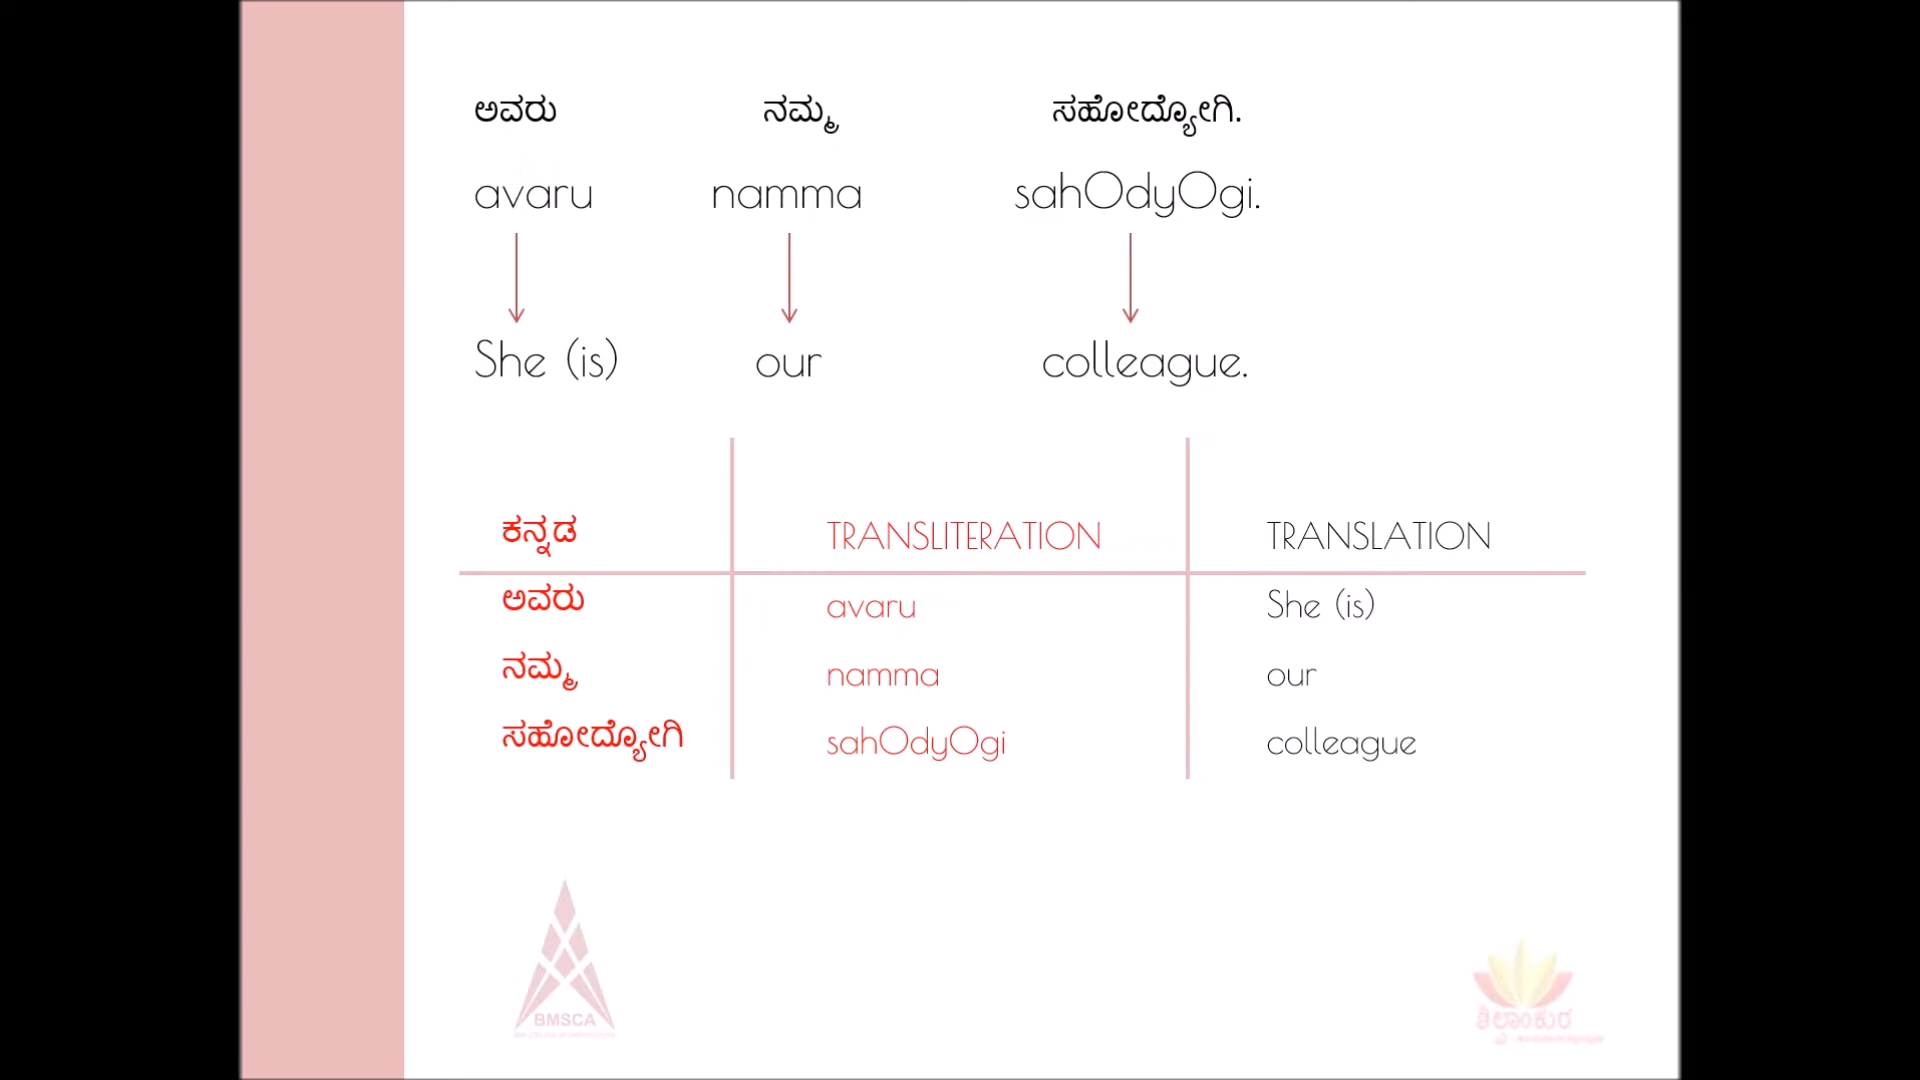 ಅವರು ನಮ್ಮ ಸಹೋದ್ಯೋಗಿ.
avaru namma sahOdyOgi.
She (is) our colleague.
ಕನ್ನಡ TRANSLITERATION TRANSLATION
ಅವರು avaru She (is)
ನಮ್ಮ namma our
ಸಹೋದ್ಯೋಗಿ sahOdyOgi colleague
BMSCA
ಶಿಲ್ಪಾಂಕುರ